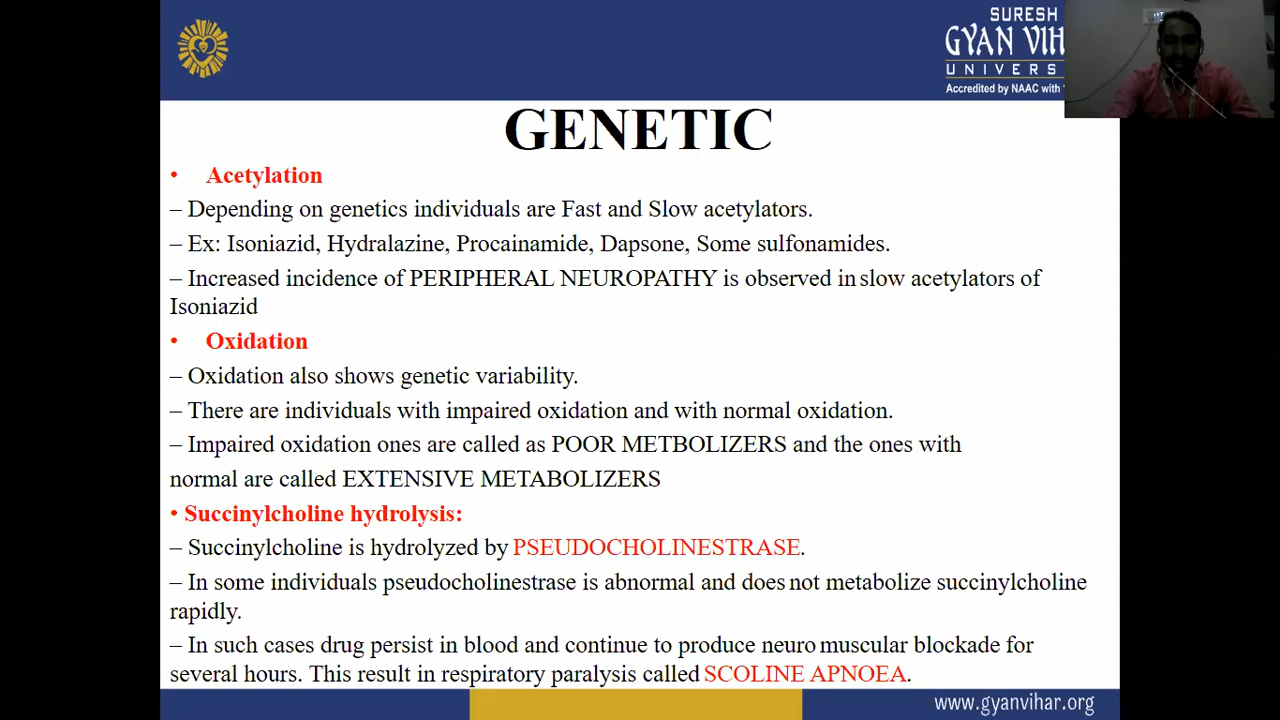 SURESH
GYAN VIH
UNIVERS
Accredited by NAAC with
GENETIC
• Acetylation
– Depending on genetics individuals are Fast and Slow acetylators.
– Ex: Isoniazid, Hydralazine, Procainamide, Dapsone, Some sulfonamides.
– Increased incidence of PERIPHERAL NEUROPATHY is observed in slow acetylators of
Isoniazid
• Oxidation
– Oxidation also shows genetic variability.
– There are individuals with impaired oxidation and with normal oxidation.
– Impaired oxidation ones are called as POOR METBOLIZERS and the ones with
normal are called EXTENSIVE METABOLIZERS
• Succinylcholine hydrolysis:
– Succinylcholine is hydrolyzed by PSEUDOCHOLINESTRASE.
– In some individuals pseudocholinestrase is abnormal and does not metabolize succinylcholine
rapidly.
– In such cases drug persist in blood and continue to produce neuro muscular blockade for
several hours. This result in respiratory paralysis called SCOLINE APNOEA.
www.gyanvihar.org